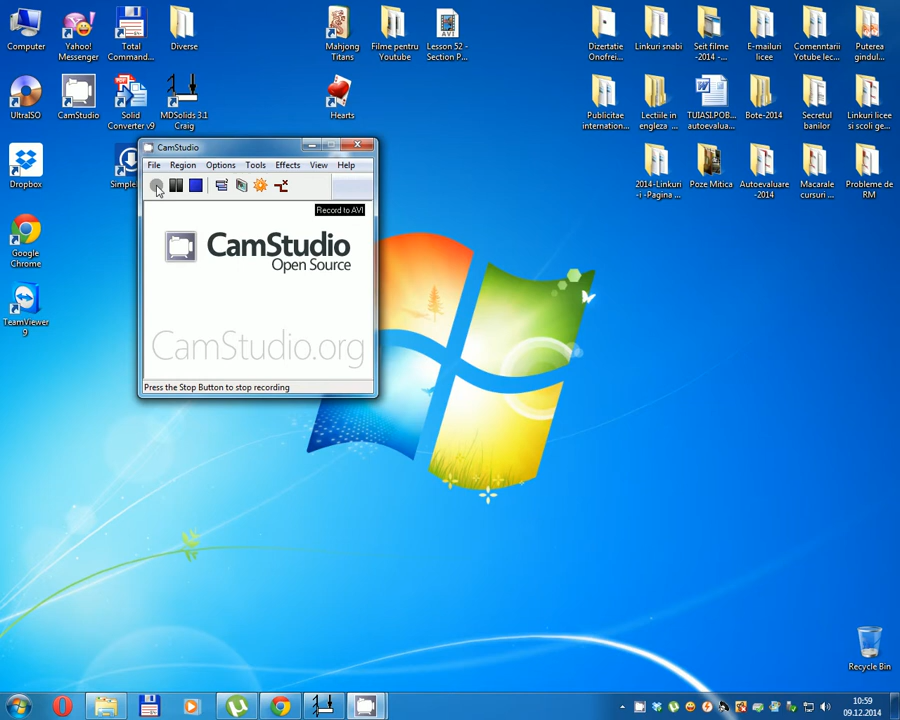 Computer
Yahoo!
Messenger
Total
Comman...
Diverse
Mahjong
Titans
Filme pentru
Youtube
Lesson 52 -
Section P...
Dizertatie
Onofrei...
Linkuri snabi
Seit filme
-2014 -...
E-mailuri
licee
Comenntarii
Yotube lec...
Puterea
gindul...
UltraISO
CamStudio
Solid
Converter v9
MDSolids 3.1
Craig
Hearts
Publicitae
internation...
Lectiile in
engleza ...
TUIASI.POB...
autoevalua...
Bote-2014
Secretul
banilor
Linkuri licee
si scoli ge...
Dropbox
2014-Linkuri
-i -Pagina ...
Poze Mitica
Autoevaluare
-2014
Macarale
cursuri ...
Probleme de
RM
Google
Chrome
TeamViewer
9
CamStudio
File Region Options Tools Effects View Help
Record to AVI
CamStudio
Open Source
CamStudio.org
Press the Stop Button to stop recording
Recycle Bin
10:59
09.12.2014